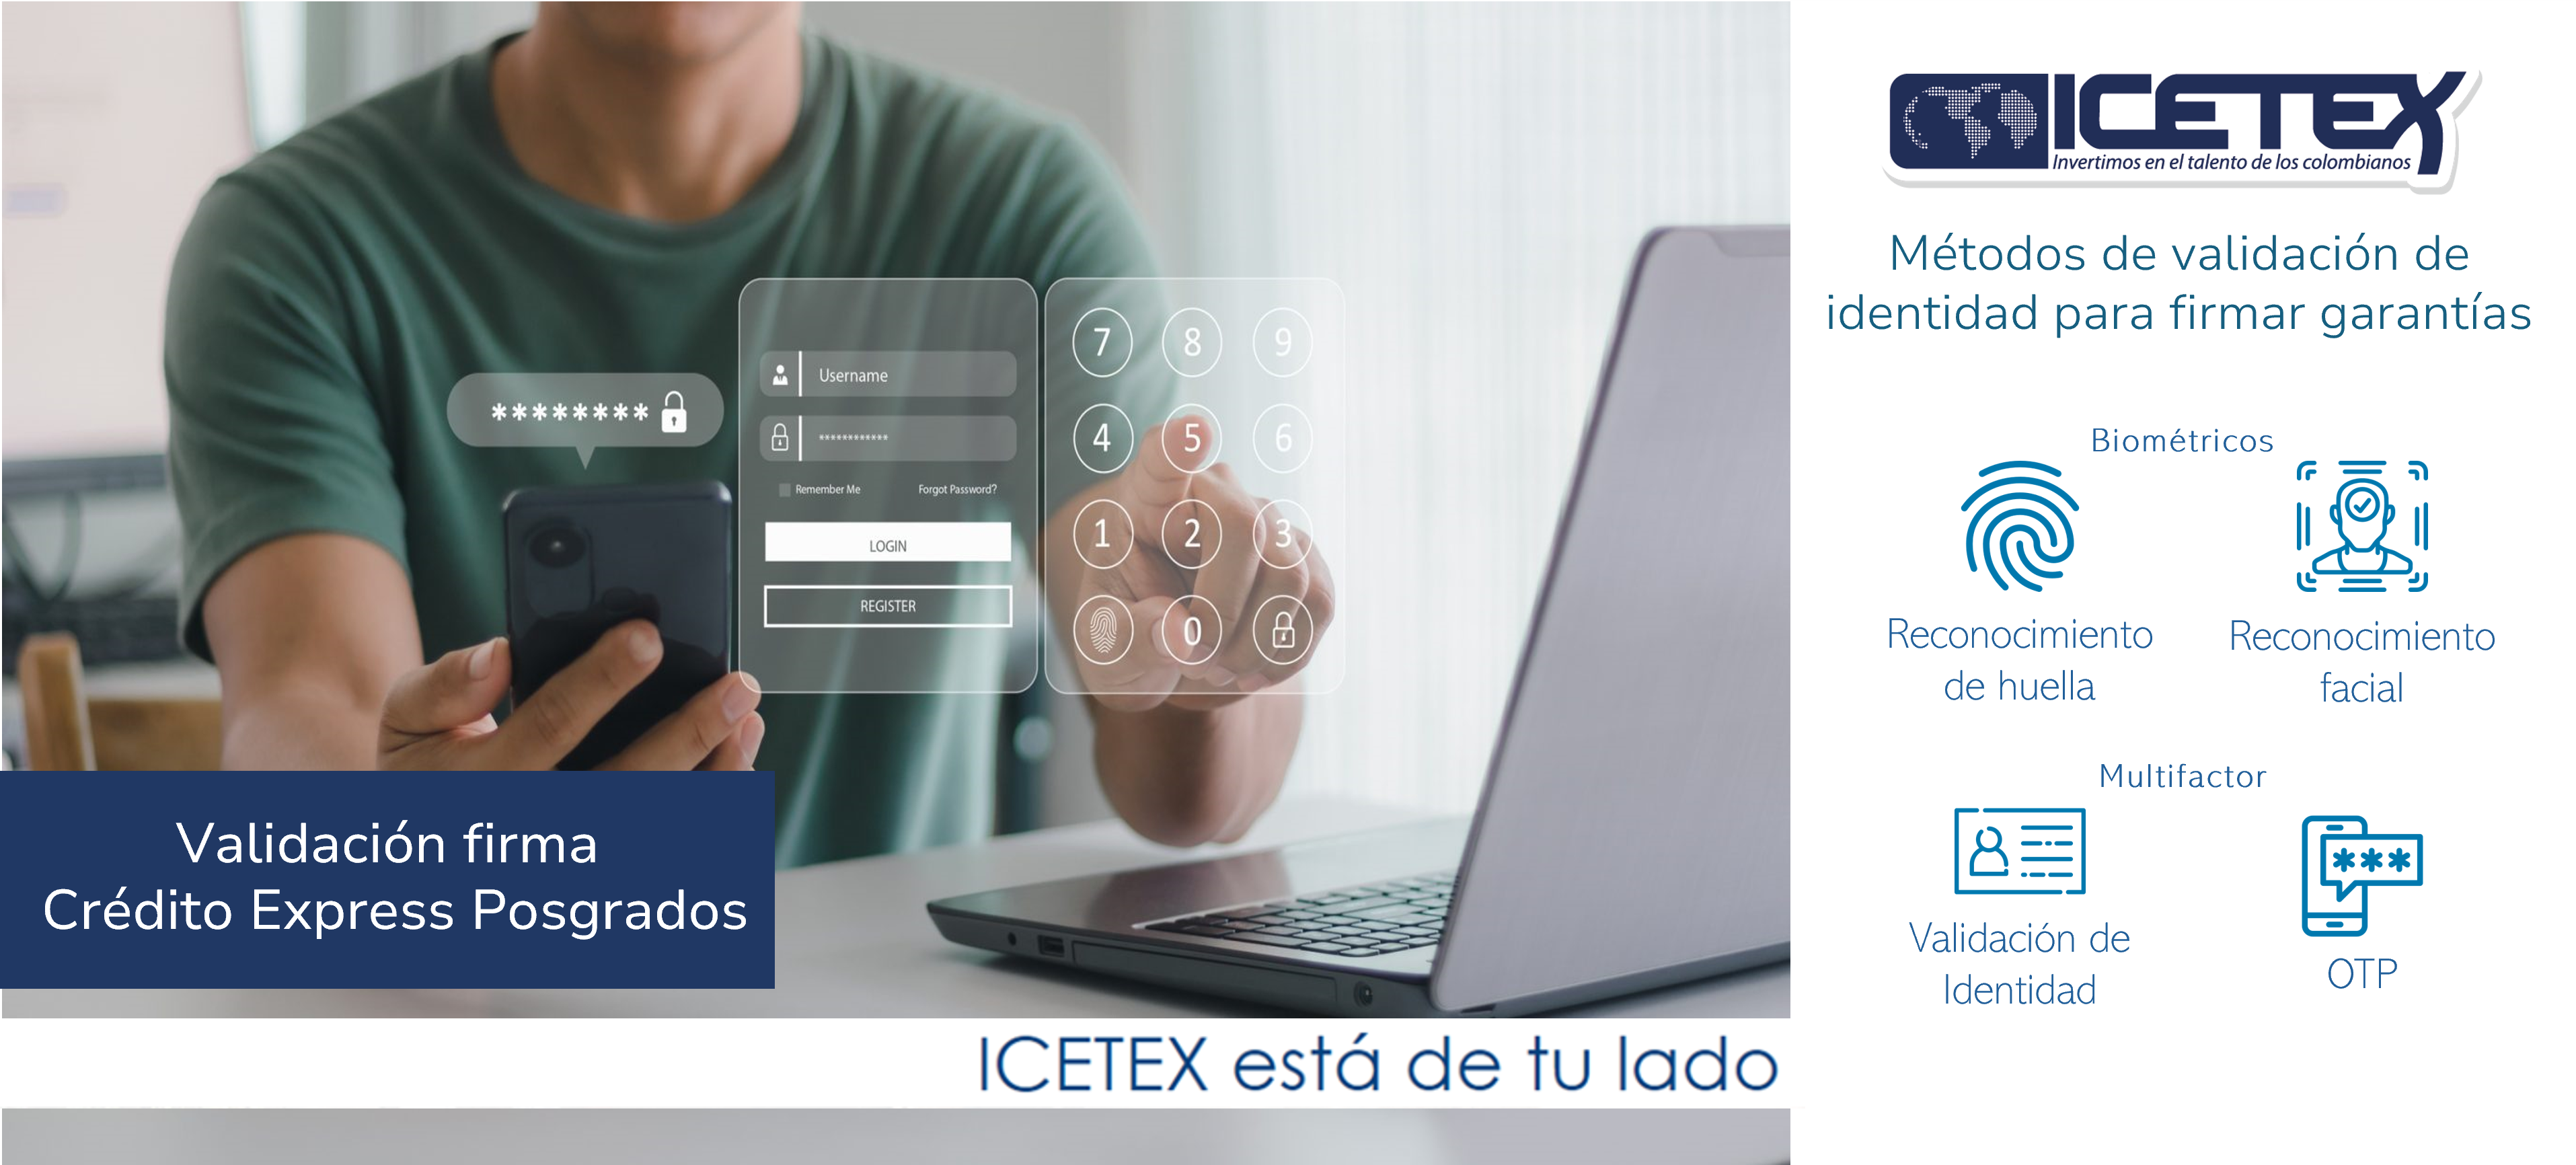 ICETEX
Invertimos en el talento de los colombianos
Métodos de validación de
identidad para firmar garantías
Biométricos
Reconocimiento
de huella
Reconocimiento
facial
Multifactor
Validación de
Identidad
OTP
********
Username
************
Remember Me
Forgot Password?
LOGIN
REGISTER
7 8 9
4 5 6
1 2 3
0
Validación firma
Crédito Express Posgrados
ICETEX está de tu lado